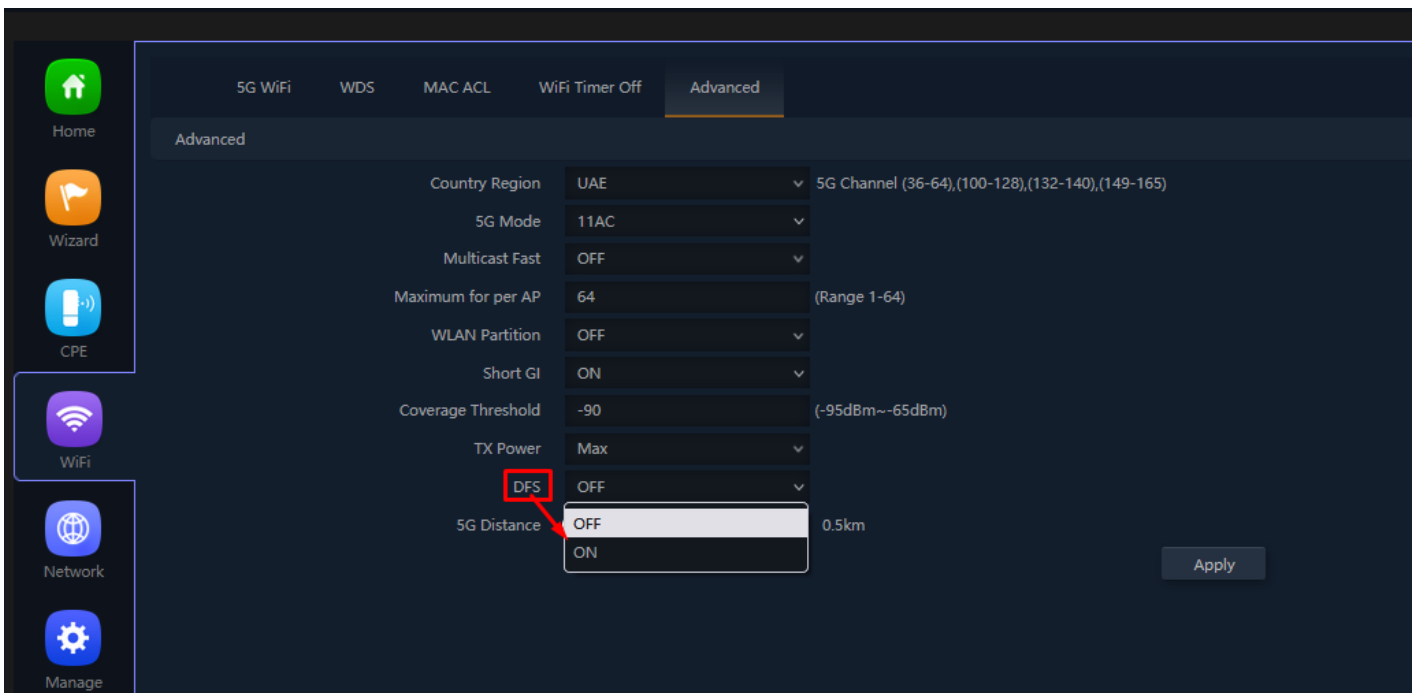 5G WiFi WDS MAC ACL WiFi Timer Off Advanced
Home
Advanced
Country Region UAE 5G Channel (36-64),(100-128),(132-140),(149-165)
5G Mode 11AC
Wizard
Multicast Fast OFF
Maximum for per AP 64 (Range 1-64)
WLAN Partition OFF
CPE
Short GI ON
Coverage Threshold -90 (-95dBm~-65dBm)
TX Power Max
WiFi
DFS OFF
5G Distance OFF 0.5km
ON
Apply
Network
Manage